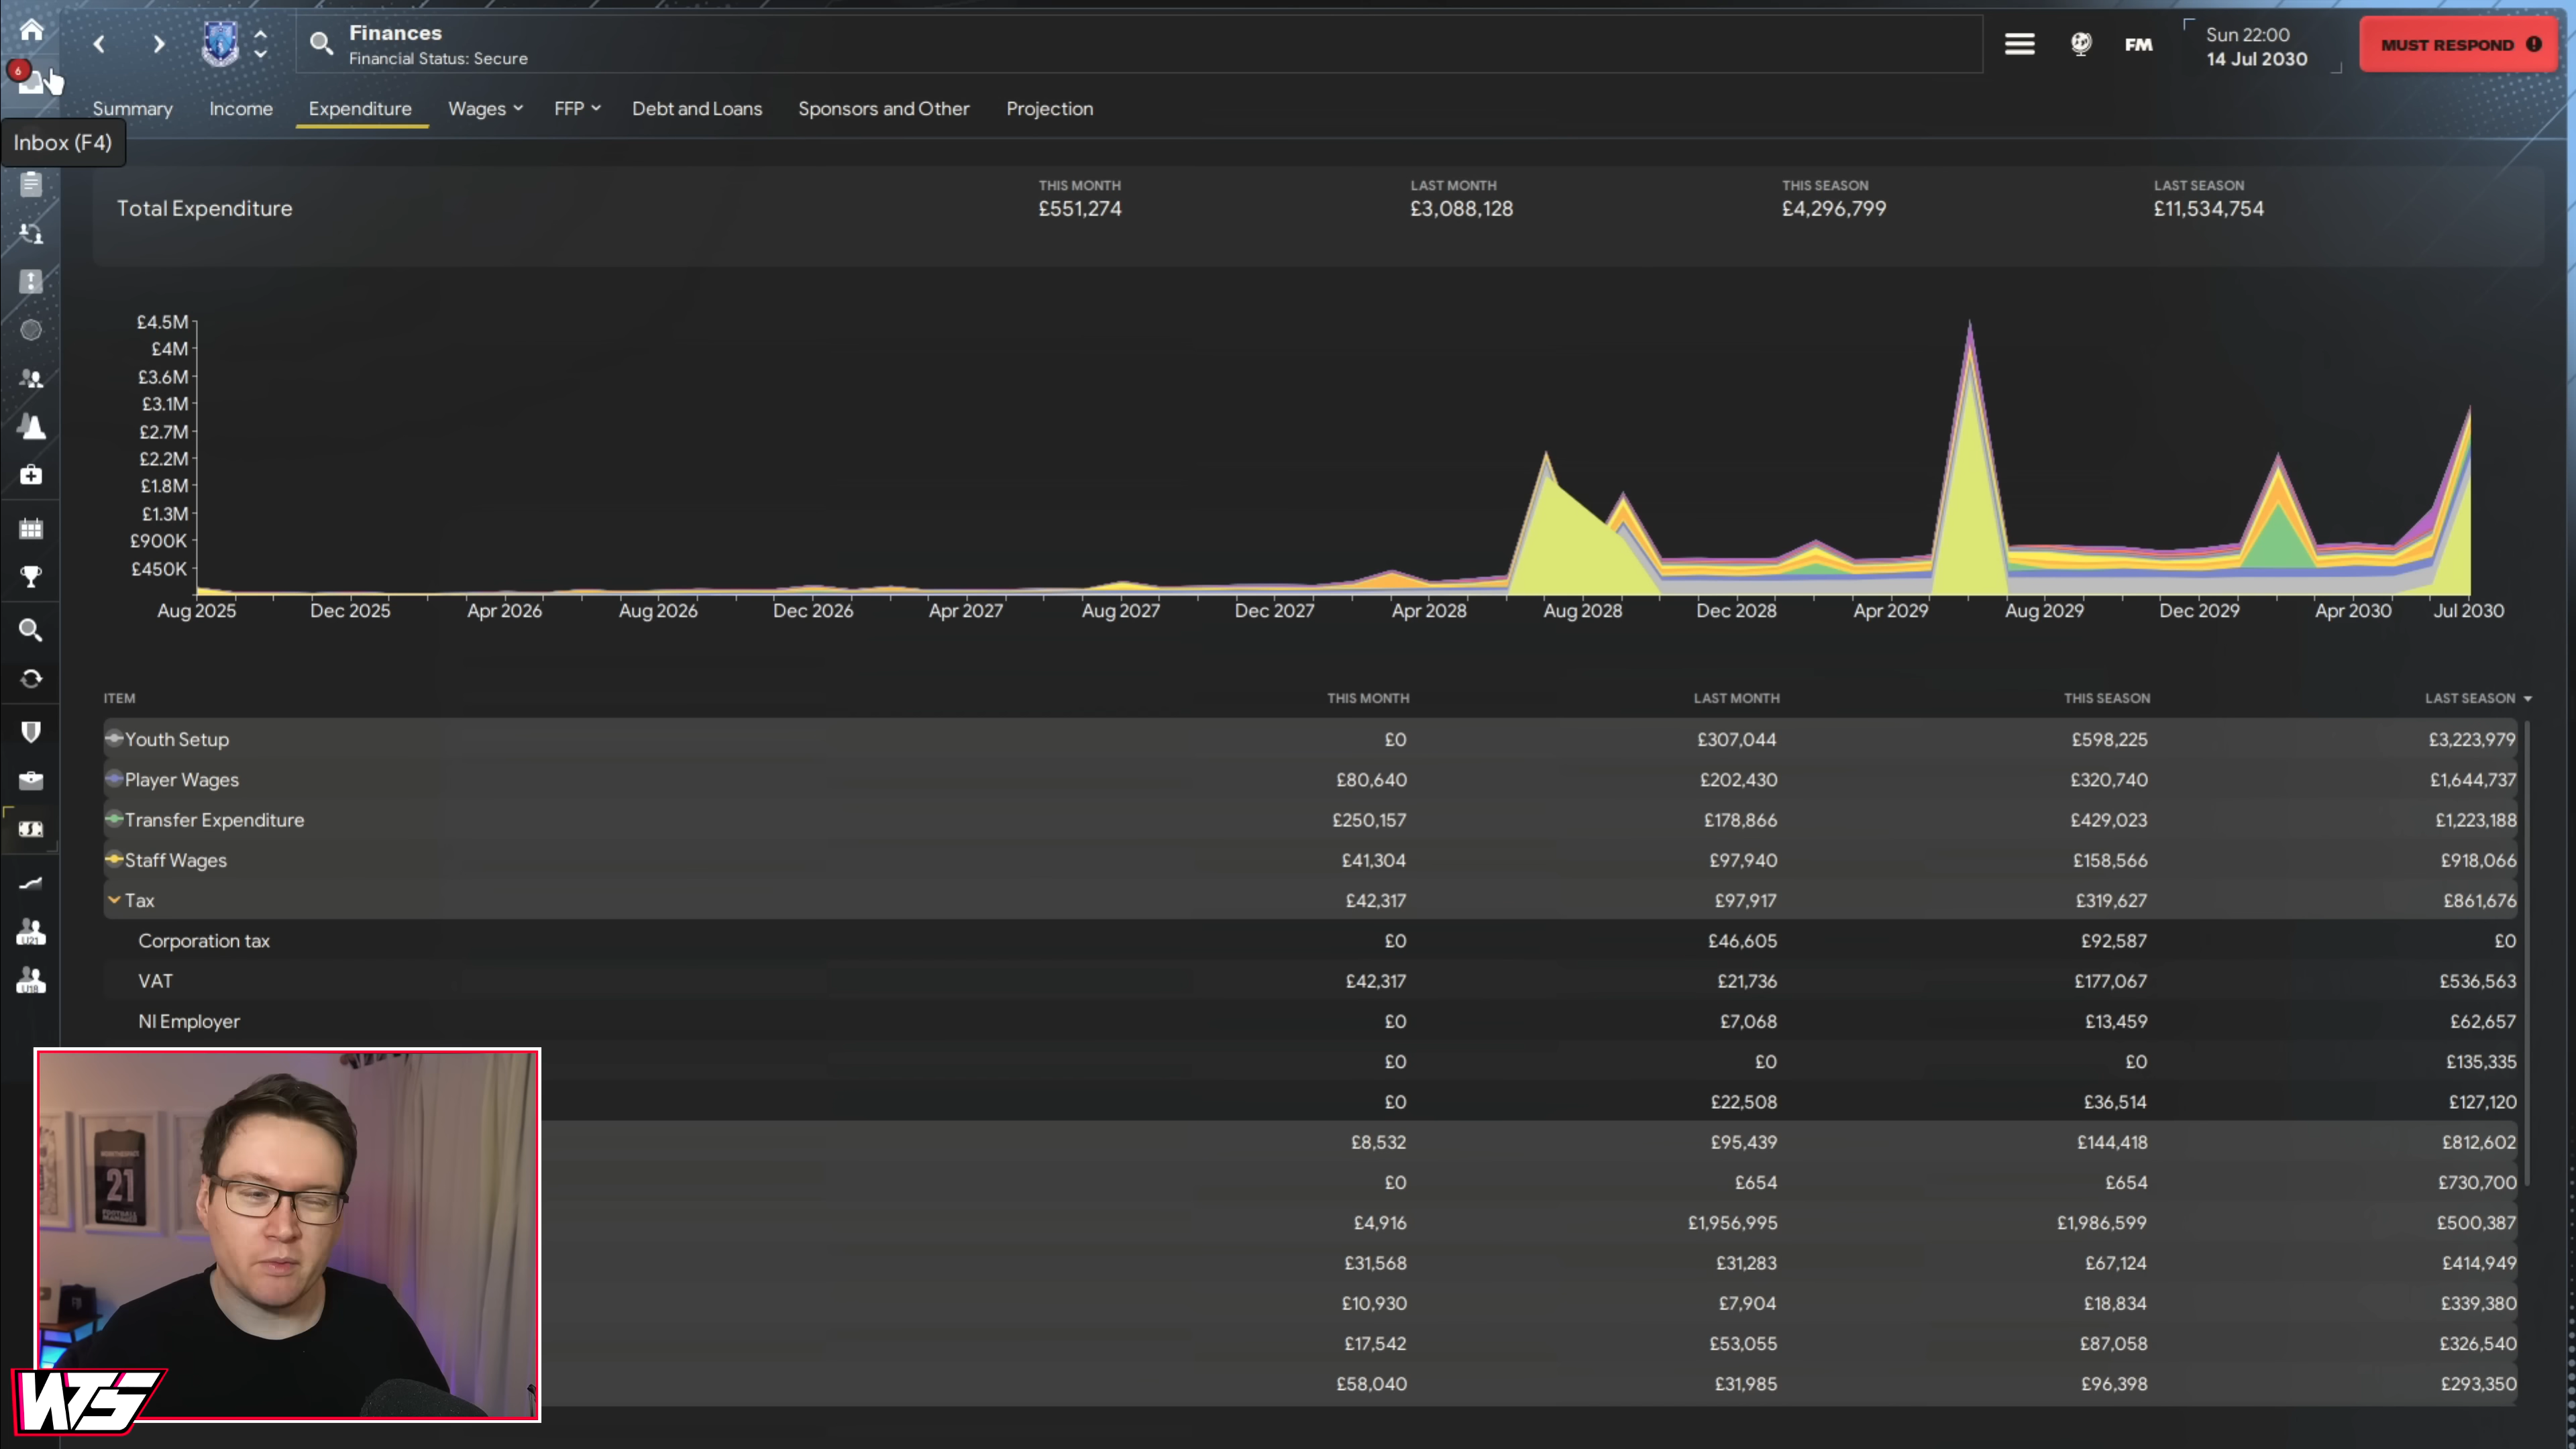 Finances
Financial Status: Secure
FM
Sun 22:00
14 Jul 2030
MUST RESPOND
6
Summary Income Expenditure Wages FFP Debt and Loans Sponsors and Other Projection
Inbox (F4)
Total Expenditure
THIS MONTH LAST MONTH THIS SEASON LAST SEASON
£551,274 £3,088,128 £4,296,799 £11,534,754
£4.5M
£4M
£3.6M
£3.1M
£2.7M
£2.2M
£1.8M
£1.3M
£900K
£450K
Aug 2025 Dec 2025 Apr 2026 Aug 2026 Dec 2026 Apr 2027 Aug 2027 Dec 2027 Apr 2028 Aug 2028 Dec 2028 Apr 2029 Aug 2029 Dec 2029 Apr 2030 Jul 2030
ITEM THIS MONTH LAST MONTH THIS SEASON LAST SEASON
Youth Setup £0 £307,044 £598,225 £3,223,979
Player Wages £80,640 £202,430 £320,740 £1,644,737
Transfer Expenditure £250,157 £178,866 £429,023 £1,223,188
Staff Wages £41,304 £97,940 £158,566 £918,066
Tax £42,317 £97,917 £319,627 £861,676
Corporation tax £0 £46,605 £92,587 £0
VAT £42,317 £21,736 £177,067 £536,563
NI Employer £0 £7,068 £13,459 £62,657
£0 £0 £0 £135,335
£0 £22,508 £36,514 £127,120
£8,532 £95,439 £144,418 £812,602
£0 £654 £654 £730,700
£4,916 £1,956,995 £1,986,599 £500,387
£31,568 £31,283 £67,124 £414,949
£10,930 £7,904 £18,834 £339,380
£17,542 £53,055 £87,058 £326,540
£58,040 £31,985 £96,398 £293,350
U21
U18
21
WTS